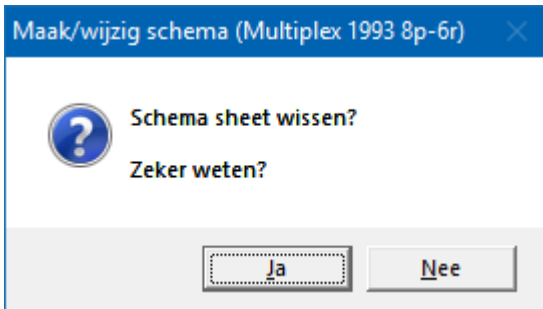 Maak/wijzig schema (Multiplex 1993 8p-6r)
Schema sheet wissen?
Zeker weten?
Ja
Nee